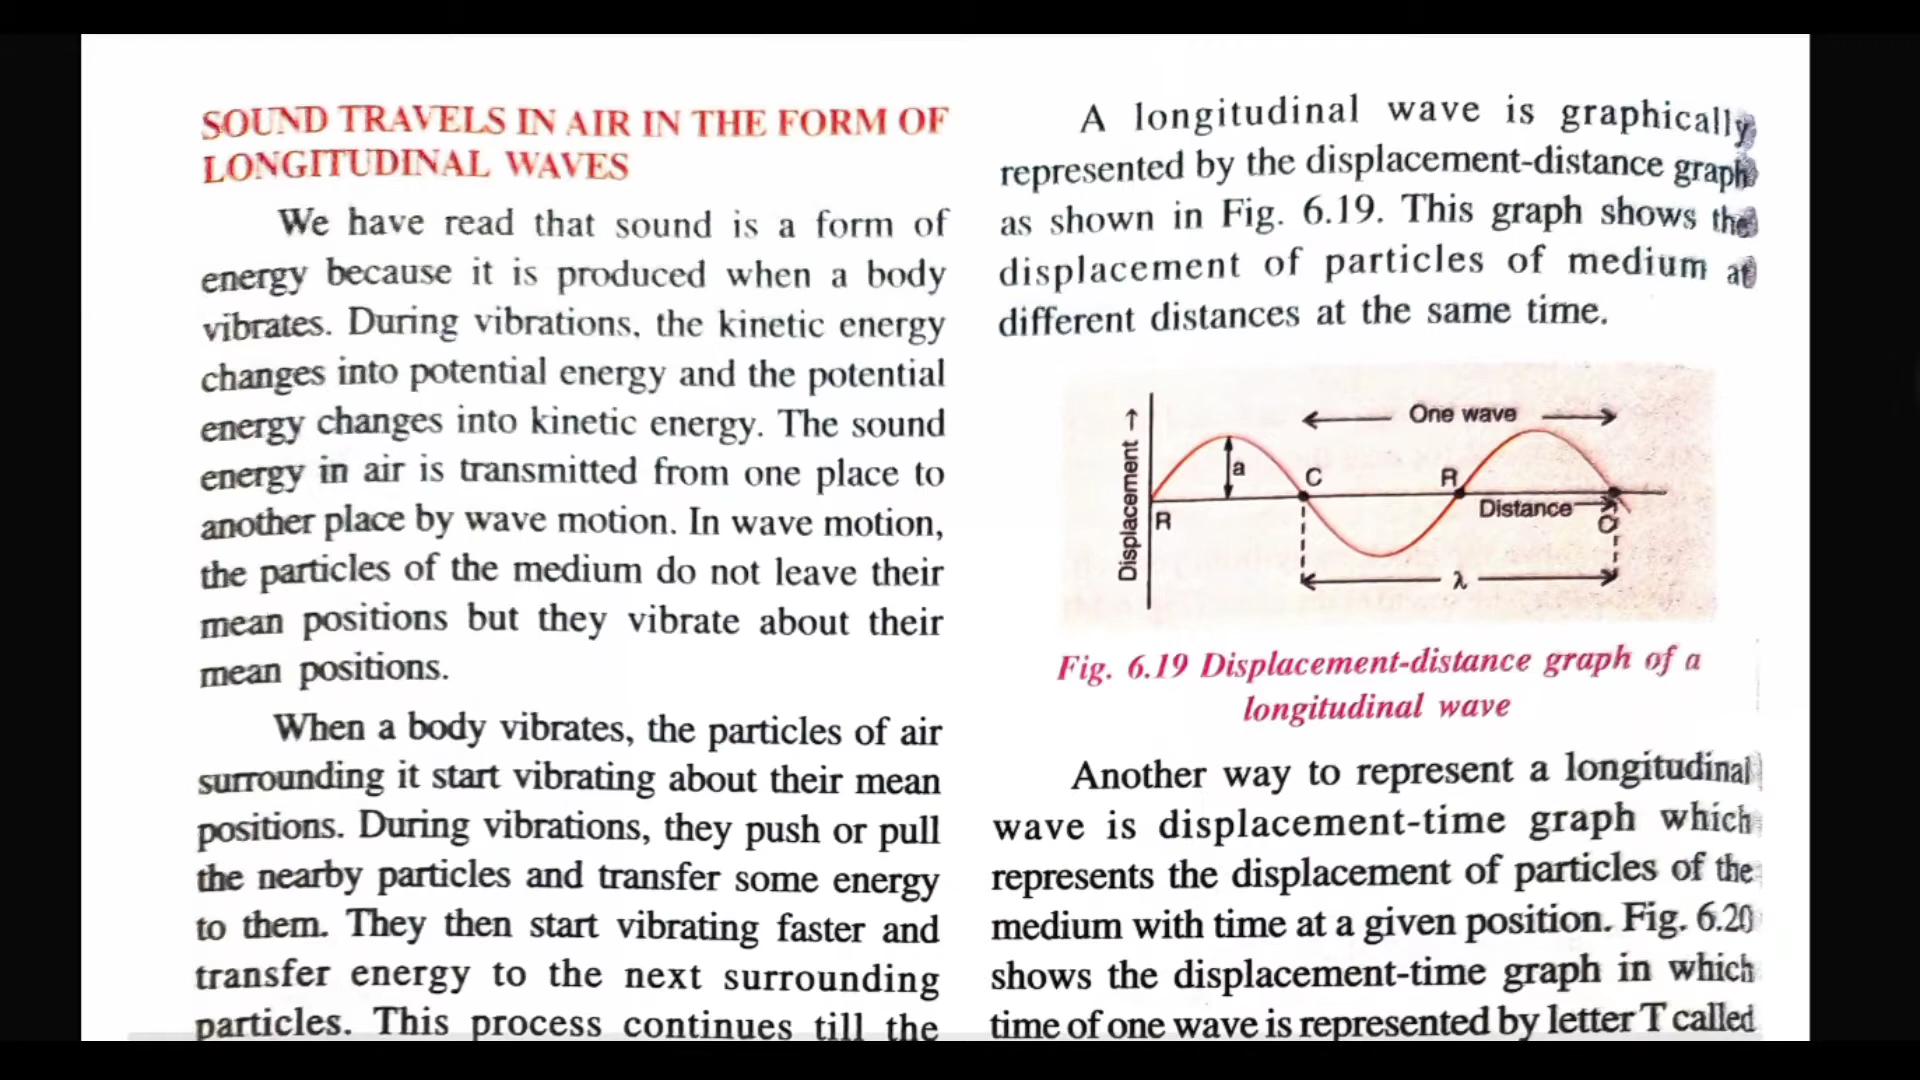 SOUND TRAVELS IN AIR IN THE FORM OF
LONGITUDINAL WAVES
We have read that sound is a form of
energy because it is produced when a body
vibrates. During vibrations, the kinetic energy
changes into potential energy and the potential
energy changes into kinetic energy. The sound
energy in air is transmitted from one place to
another place by wave motion. In wave motion,
the particles of the medium do not leave their
mean positions but they vibrate about their
mean positions.
When a body vibrates, the particles of air
surrounding it start vibrating about their mean
positions. During vibrations, they push or pull
the nearby particles and transfer some energy
to them. They then start vibrating faster and
transfer energy to the next surrounding
particles. This process continues till the
A longitudinal wave is graphically
represented by the displacement-distance graph
as shown in Fig. 6.19. This graph shows the
displacement of particles of medium at
different distances at the same time.
Displacement →
One wave
a
C
R
R
Distance
C
λ
Fig. 6.19 Displacement-distance graph of a
longitudinal wave
Another way to represent a longitudinal
wave is displacement-time graph which
represents the displacement of particles of the
medium with time at a given position. Fig. 6.20
shows the displacement-time graph in which
time of one wave is represented by letter T called